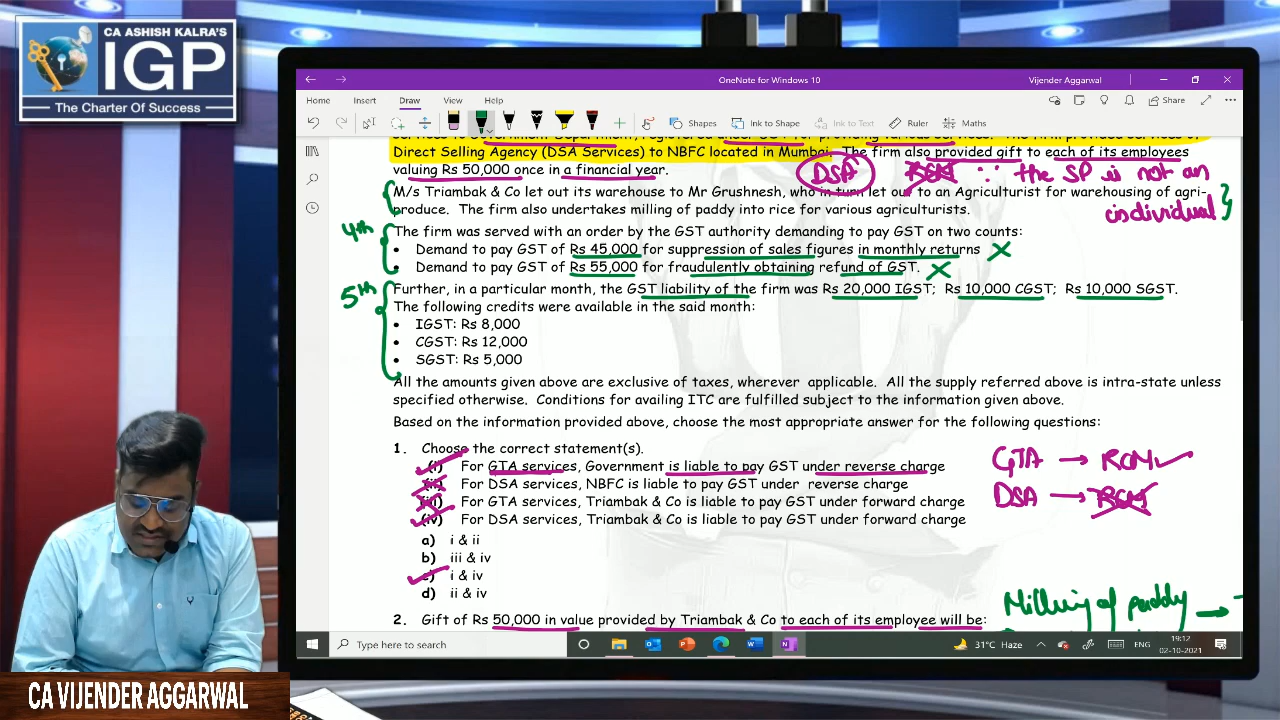 CA ASHISH KALRA'S
IGP
The Charter Of Success
OneNote for Windows 10
Vijender Aggarwal
Home Insert Draw View Help
Share
Shapes
Ink to Shape
Ink to Text
Ruler
Maths
Direct Selling Agency (DSA Services) to NBFC located in Mumbai. The firm also provided gift to each of its employees
valuing Rs 50,000 once in a financial year.
DSA RCM ∵ the SP is not an
individual
M/s Triambak & Co let out its warehouse to Mr Grushnesh, who in turn let out to an Agriculturist for warehousing of agri-
produce. The firm also undertakes milling of paddy into rice for various agriculturists.
4th
The firm was served with an order by the GST authority demanding to pay GST on two counts:
• Demand to pay GST of Rs 45,000 for suppression of sales figures in monthly returns ✗
• Demand to pay GST of Rs 55,000 for fraudulently obtaining refund of GST. ✗
5th
Further, in a particular month, the GST liability of the firm was Rs 20,000 IGST; Rs 10,000 CGST; Rs 10,000 SGST.
The following credits were available in the said month:
• IGST: Rs 8,000
• CGST: Rs 12,000
• SGST: Rs 5,000
All the amounts given above are exclusive of taxes, wherever applicable. All the supply referred above is intra-state unless
specified otherwise. Conditions for availing ITC are fulfilled subject to the information given above.
Based on the information provided above, choose the most appropriate answer for the following questions:
1. Choose the correct statement(s).
(i) For GTA services, Government is liable to pay GST under reverse charge
(ii) For DSA services, NBFC is liable to pay GST under reverse charge
(iii) For GTA services, Triambak & Co is liable to pay GST under forward charge
(iv) For DSA services, Triambak & Co is liable to pay GST under forward charge
GTA → RCM ✓
DSA → RCM
a) i & ii
b) iii & iv
c) i & iv
d) ii & iv
Milling of paddy →
2. Gift of Rs 50,000 in value provided by Triambak & Co to each of its employee will be:
Type here to search
31°C Haze
ENG
19:12
02-10-2021
CA VIJENDER AGGARWAL